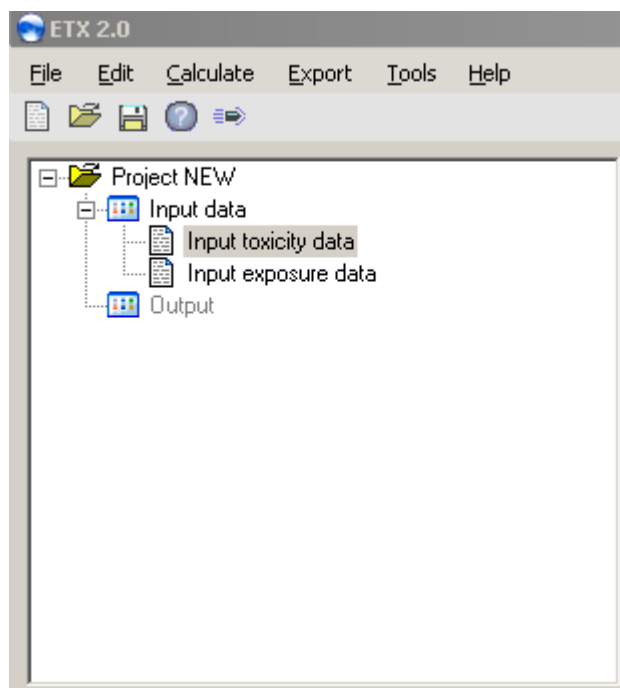 ETX 2.0
File Edit Calculate Export Tools Help
Project NEW
Input data
Input toxicity data
Input exposure data
Output